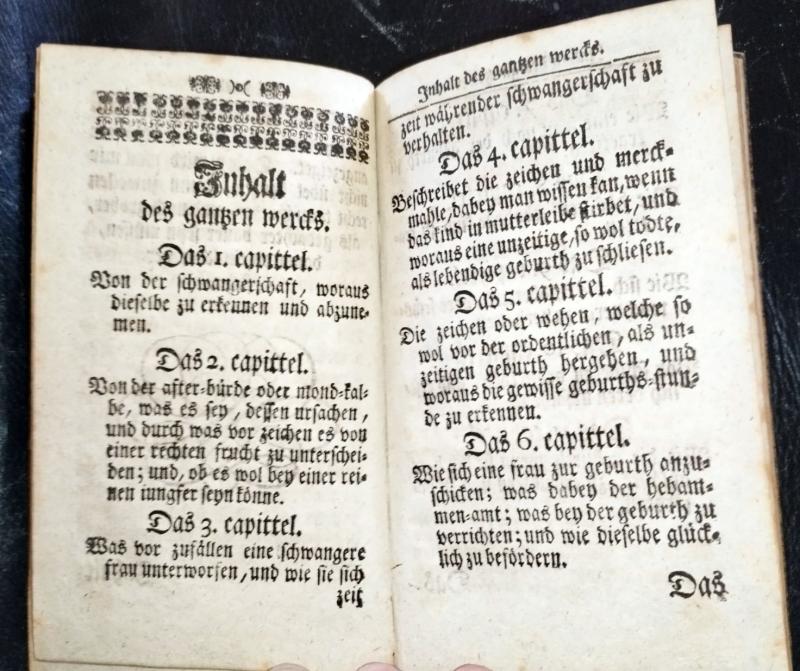 Inhalt
des gantzen wercks.
Das 1. capittel.
Von der schwangerschaft, woraus
dieselbe zu erkennen und abzune-
men.
Das 2. capittel.
Von der after-bürde oder mond-kal-
be, was es sey, dessen ursachen,
und durch was vor zeichen es von
einer rechten frucht zu unterschei-
den; und, ob es wol bey einer rei-
nen iungfer seyn könne.
Das 3. capittel.
Was vor zufällen eine schwangere
frau unterworfen, und wie sie sich
zeit
Inhalt des gantzen wercks.
zeit währender schwangerschaft zu
verhalten.
Das 4. capittel.
Beschreibet die zeichen und merck-
mahle, dabey man wissen kan, wenn
das kind in mutterleibe stirbet, und
woraus eine unzeitige, so wol todte,
als lebendige geburth zu schliesen.
Das 5. capittel.
Die zeichen oder wehen, welche so
wol vor der ordentlichen, als un-
zeitigen geburth hergehen, und
woraus die gewisse geburths-stun-
de zu erkennen.
Das 6. capittel.
Wie sich eine frau zur geburth anzu-
schicken; was dabey der hebam-
men-amt; was bey der geburth zu
verrichten; und wie dieselbe glück-
lich zu befördern.
Das